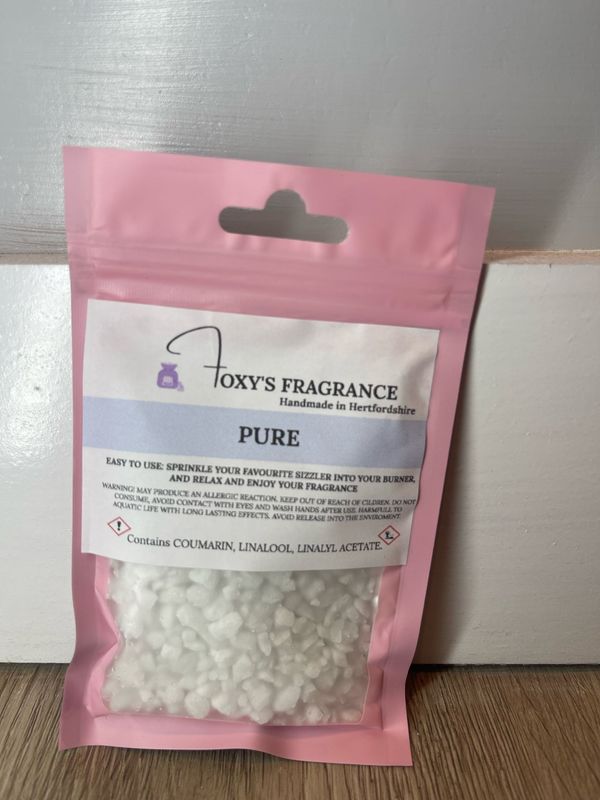 FOXY'S FRAGRANCE
Handmade in Hertfordshire
PURE
EASY TO USE: SPRINKLE YOUR FAVOURITE SIZZLER INTO YOUR BURNER,
AND RELAX AND ENJOY YOUR FRAGRANCE
WARNING! MAY PRODUCE AN ALLERGIC REACTION. KEEP OUT OF REACH OF CILDREN. DO NOT
CONSUME, AVOID CONTACT WITH EYES AND WASH HANDS AFTER USE. HARMFULL TO
AQUATIC LIFE WITH LONG LASTING EFFECTS. AVOID RELEASE INTO THE ENVIROMENT.
Contains COUMARIN, LINALOOL, LINALYL ACETATE.